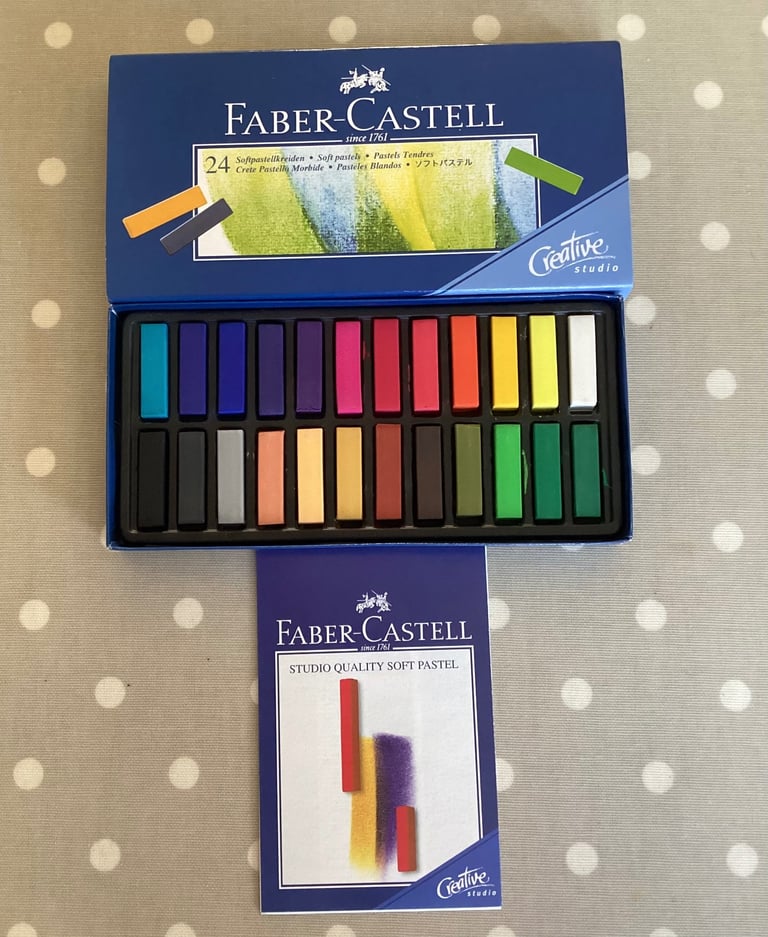 FABER-CASTELL
since 1761
24 Softpastellkreiden • Soft pastels • Pastels Tendres
Crete Pastello Morbide • Pasteles Blandos • ソフトパステル
Creative
studio
FABER-CASTELL
since 1761
STUDIO QUALITY SOFT PASTEL
Creative
studio